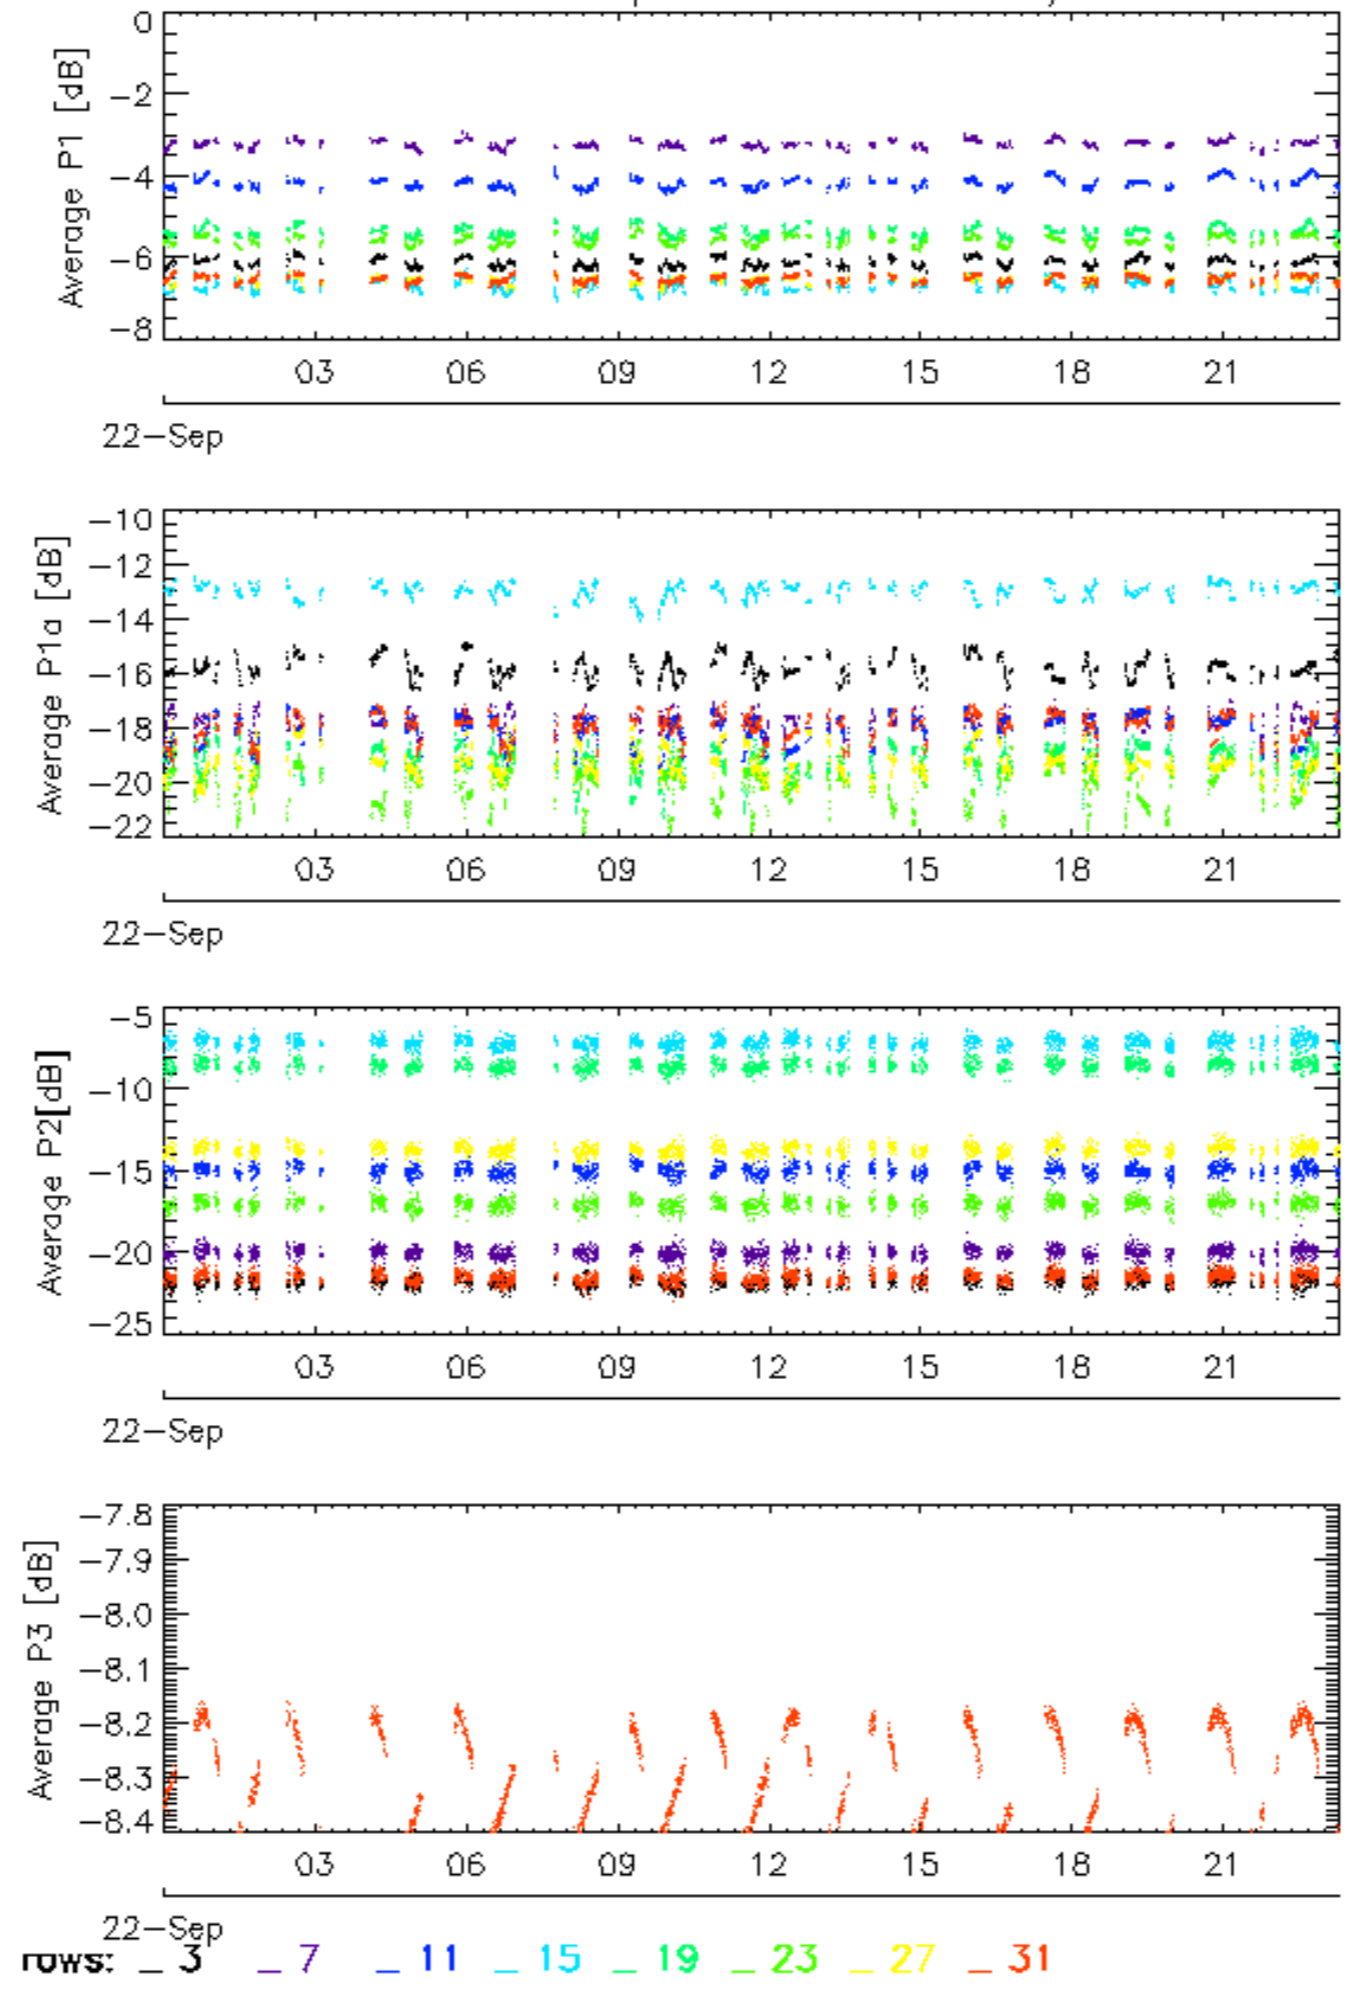 0
−2
−4
−6
−8
Average P1 [dB]
03 06 09 12 15 18 21
22−Sep
−10
−12
−14
−16
−18
−20
−22
Average P1a [dB]
03 06 09 12 15 18 21
22−Sep
−5
−10
−15
−20
−25
Average P2[dB]
03 06 09 12 15 18 21
22−Sep
−7.8
−7.9
−8.0
−8.1
−8.2
−8.3
−8.4
Average P3 [dB]
03 06 09 12 15 18 21
22−Sep
rows: _ 3 _ 7 _ 11 _ 15 _ 19 _ 23 _ 27 _ 31